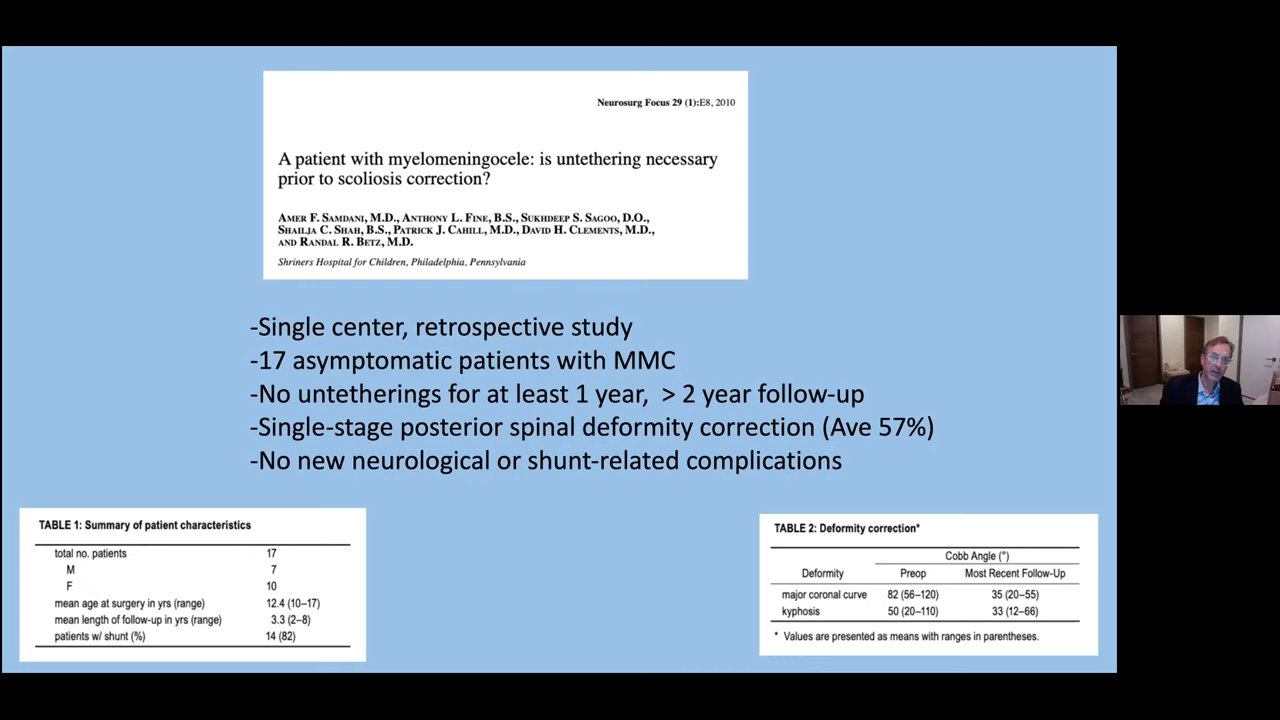 Neurosurg Focus 29 (1):E8, 2010
A patient with myelomeningocele: is untethering necessary
prior to scoliosis correction?
Amer F. Samdani, M.D., Anthony L. Fine, B.S., Sukhdeep S. Sagoo, D.O.,
Shailja C. Shah, B.S., Patrick J. Cahill, M.D., David H. Clements, M.D.,
and Randal R. Betz, M.D.
Shriners Hospital for Children, Philadelphia, Pennsylvania
-Single center, retrospective study
-17 asymptomatic patients with MMC
-No untetherings for at least 1 year, > 2 year follow-up
-Single-stage posterior spinal deformity correction (Ave 57%)
-No new neurological or shunt-related complications
TABLE 1: Summary of patient characteristics
total no. patients 17
M 7
F 10
mean age at surgery in yrs (range) 12.4 (10–17)
mean length of follow-up in yrs (range) 3.3 (2–8)
patients w/ shunt (%) 14 (82)
TABLE 2: Deformity correction*
Cobb Angle (°)
Deformity Preop Most Recent Follow-Up
major coronal curve 82 (56–120) 35 (20–55)
kyphosis 50 (20–110) 33 (12–66)
* Values are presented as means with ranges in parentheses.